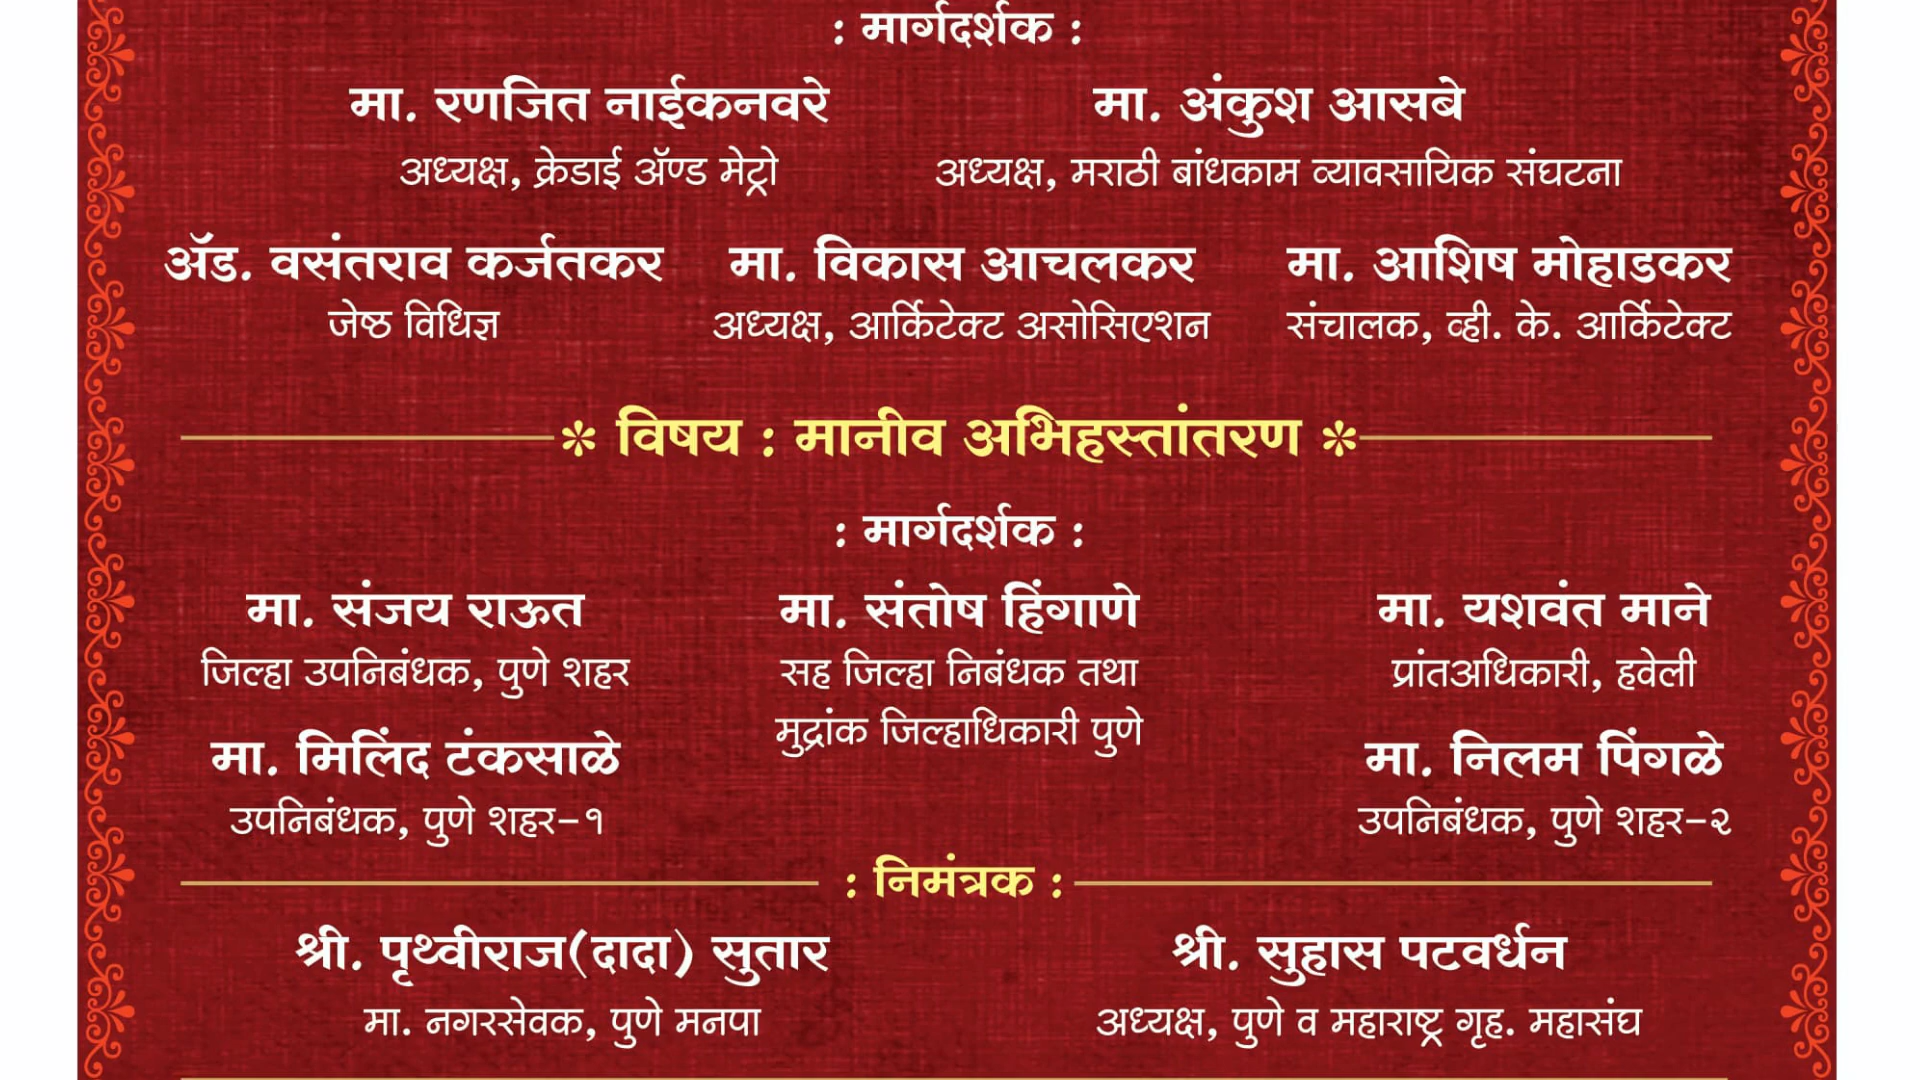 : मार्गदर्शक :
मा. रणजित नाईकनवरे
अध्यक्ष, क्रेडाई ॲण्ड मेट्रो
मा. अंकुश आसबे
अध्यक्ष, मराठी बांधकाम व्यावसायिक संघटना
ॲड. वसंतराव कर्जतकर
जेष्ठ विधिज्ञ
मा. विकास आचलकर
अध्यक्ष, आर्किटेक्ट असोसिएशन
मा. आशिष मोहाडकर
संचालक, व्ही. के. आर्किटेक्ट
* विषय : मानीव अभिहस्तांतरण *
: मार्गदर्शक :
मा. संजय राऊत
जिल्हा उपनिबंधक, पुणे शहर
मा. संतोष हिंगाणे
सह जिल्हा निबंधक तथा
मुद्रांक जिल्हाधिकारी पुणे
मा. यशवंत माने
प्रांतअधिकारी, हवेली
मा. मिलिंद टंकसाळे
उपनिबंधक, पुणे शहर-१
मा. निलम पिंगळे
उपनिबंधक, पुणे शहर-२
: निमंत्रक :
श्री. पृथ्वीराज(दादा) सुतार
मा. नगरसेवक, पुणे मनपा
श्री. सुहास पटवर्धन
अध्यक्ष, पुणे व महाराष्ट्र गृह. महासंघ